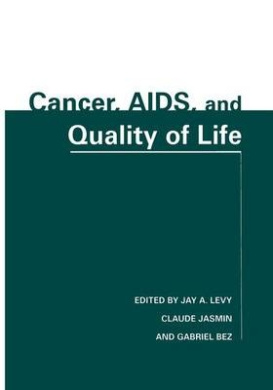 Cancer, AIDS, and
Quality of Life
EDITED BY JAY A. LEVY
CLAUDE JASMIN
AND GABRIEL BEZ